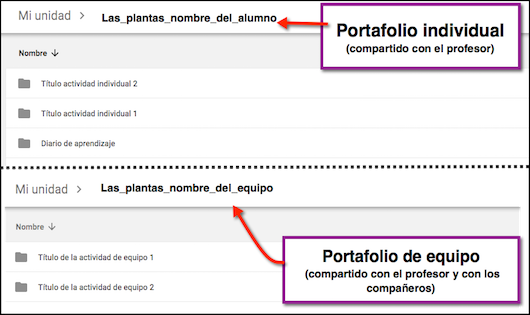 Mi unidad > Las_plantas_nombre_del_alumno
Portafolio individual
(compartido con el profesor)
Nombre ↓
Título actividad individual 2
Título actividad individual 1
Diario de aprendizaje
Mi unidad > Las_plantas_nombre_del_equipo
Nombre ↓
Portafolio de equipo
(compartido con el profesor y con los
compañeros)
Título de la actividad de equipo 1
Título de la actividad de equipo 2